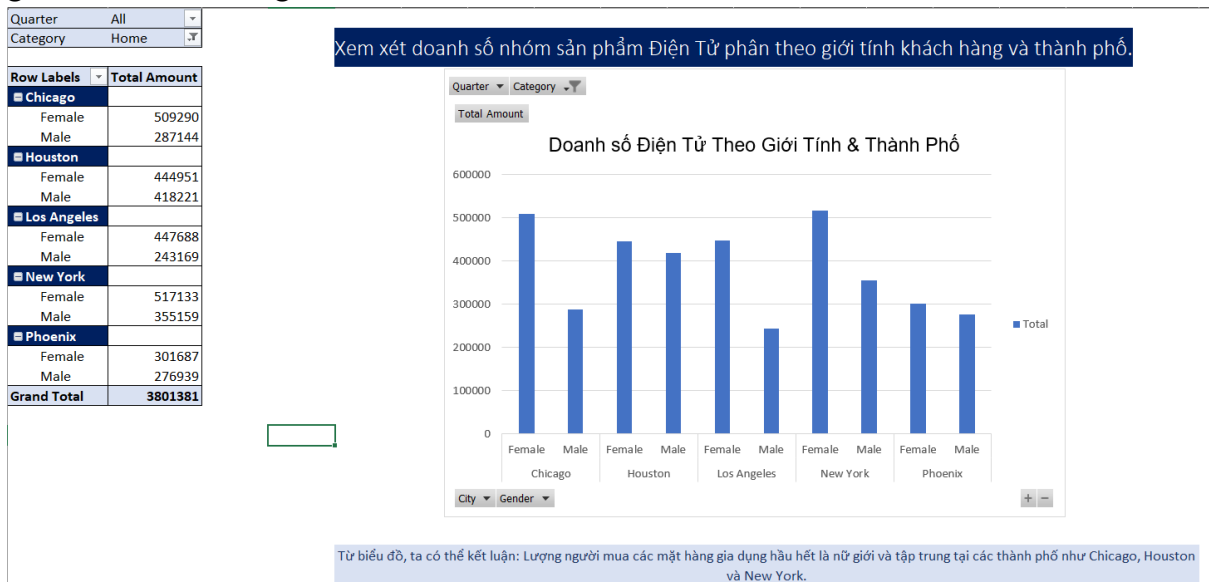 Quarter All
Category Home
Xem xét doanh số nhóm sản phẩm Điện Tử phân theo giới tính khách hàng và thành phố.
Row Labels Total Amount
Chicago
Female 509290
Male 287144
Houston
Female 444951
Male 418221
Los Angeles
Female 447688
Male 243169
New York
Female 517133
Male 355159
Phoenix
Female 301687
Male 276939
Grand Total 3801381
Quarter Category
Total Amount
Doanh số Điện Tử Theo Giới Tính & Thành Phố
600000
500000
400000
300000
200000
100000
0
Total
Female Male Female Male Female Male Female Male Female Male
Chicago Houston Los Angeles New York Phoenix
City Gender
+ −
Từ biểu đồ, ta có thể kết luận: Lượng người mua các mặt hàng gia dụng hầu hết là nữ giới và tập trung tại các thành phố như Chicago, Houston
và New York.